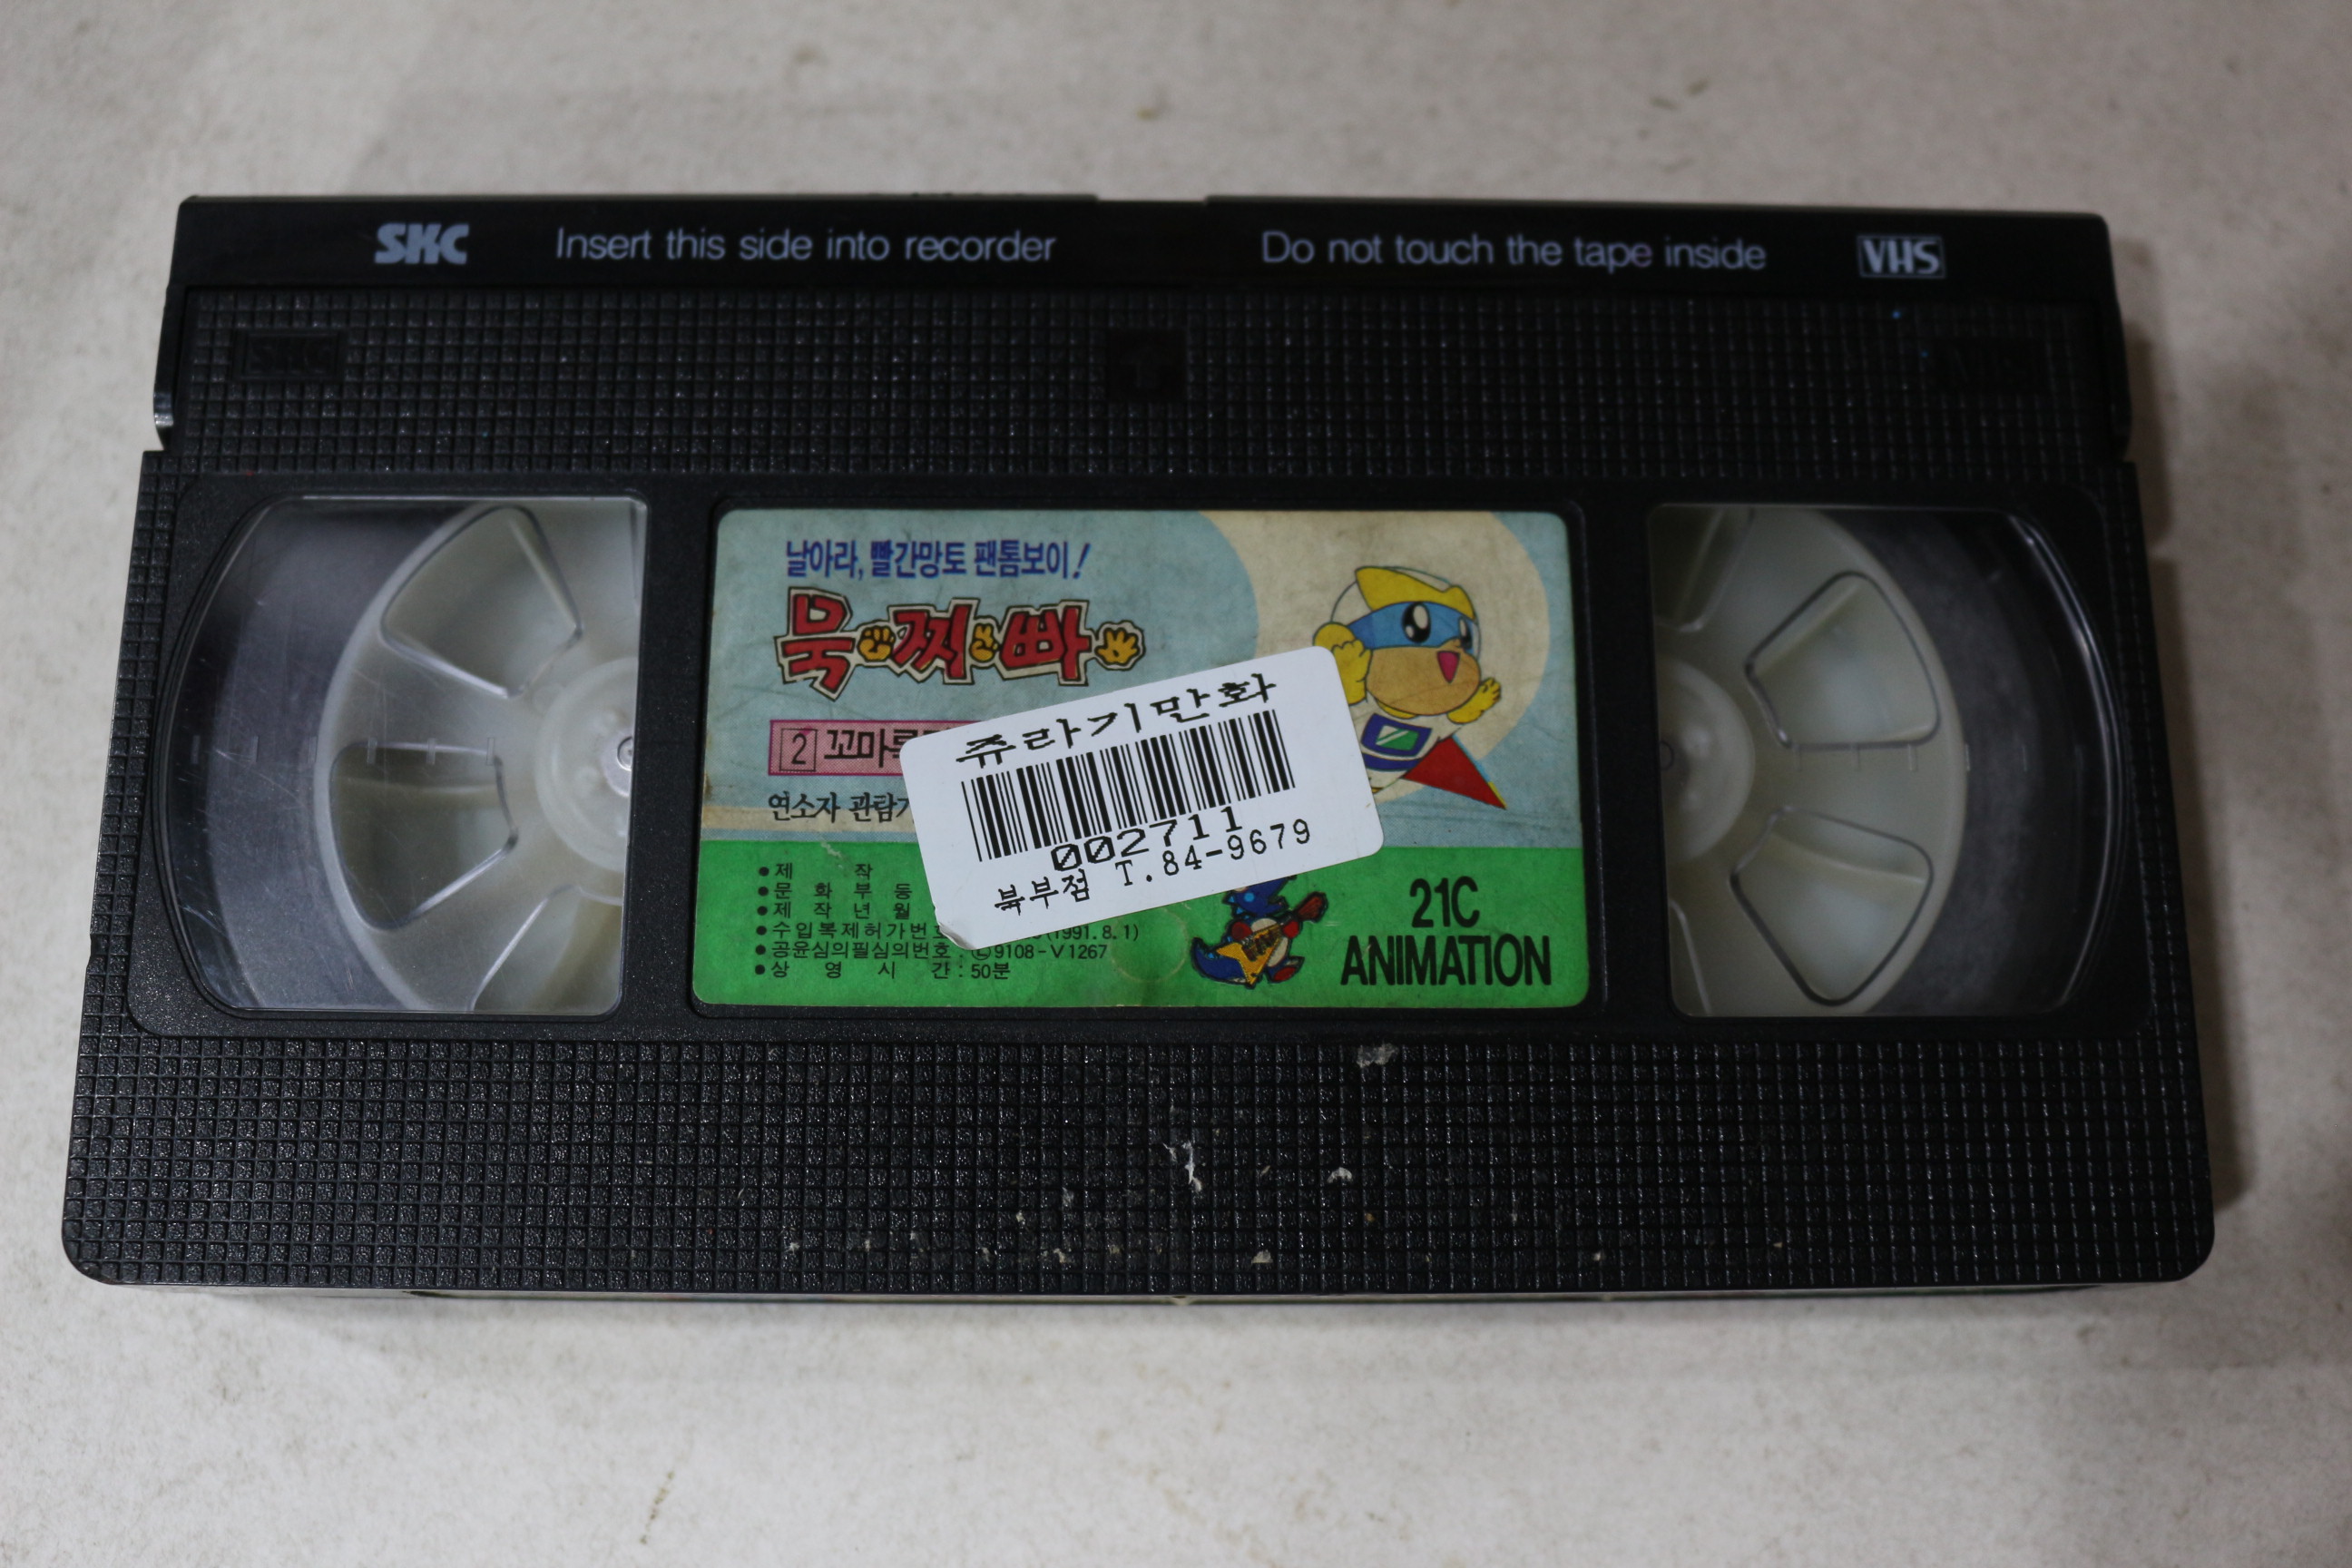 SKC Insert this side into recorder Do not touch the tape inside VHS
SKC
날아라, 빨간망토 팬톰보이!
묵찌빠
2 꼬마
연소자 관람
쥬라기만화
002711
북부점 T.84-9679
●제 작
●문 화 부 등
●제 작 년 월
●수입복제허가번 (1991.8.1)
●공윤심의필심의번호 : ⓒ9108-V1267
●상 영 시 간 : 50분
21C
ANIMATION